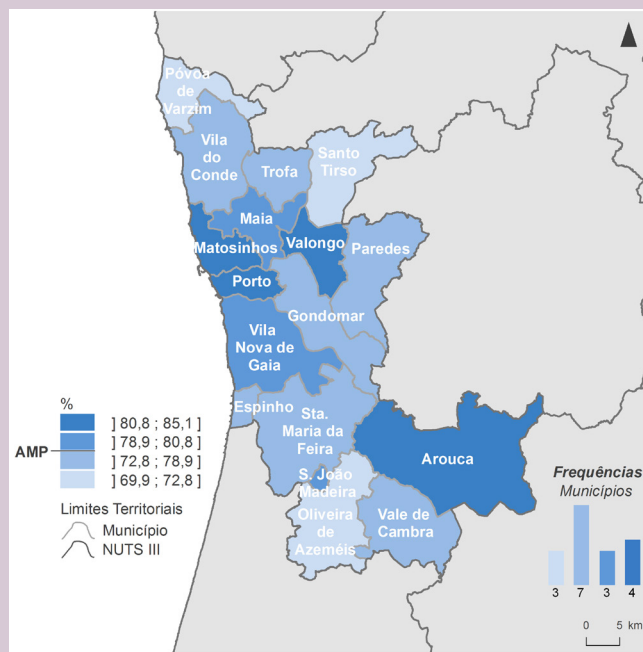 Póvoa
de
Varzim
Vila
do
Conde
Trofa
Santo
Tirso
Maia
Matosinhos
Valongo
Paredes
Porto
Gondomar
Vila
Nova de
Gaia
Espinho
Sta.
Maria da
Feira
Arouca
S. João
Madeira
Oliveira
de
Azeméis
Vale de
Cambra
%
] 80,8 ; 85,1 ]
] 78,9 ; 80,8 ]
AMP
] 72,8 ; 78,9 ]
] 69,9 ; 72,8 ]
Limites Territoriais
Município
NUTS III
Frequências
Municípios
3 7 3 4
0 5 km